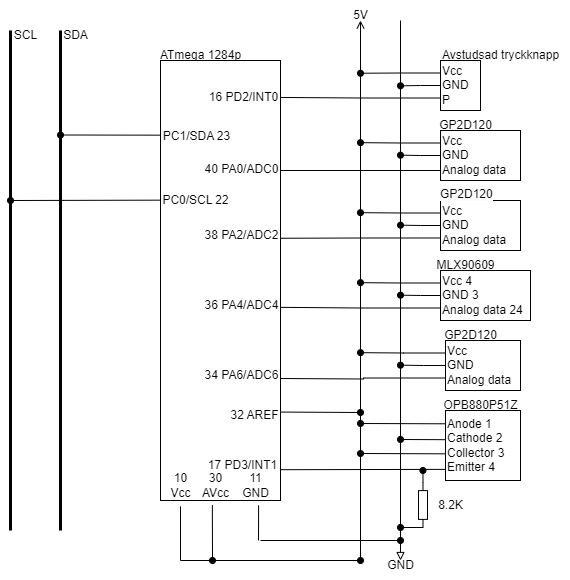 5V
SCL
SDA
ATmega 1284p
Avstudsad tryckknapp
Vcc
GND
P
16 PD2/INT0
GP2D120
Vcc
GND
Analog data
PC1/SDA 23
40 PA0/ADC0
GP2D120
Vcc
GND
Analog data
PC0/SCL 22
38 PA2/ADC2
MLX90609
Vcc 4
GND 3
Analog data 24
36 PA4/ADC4
GP2D120
Vcc
GND
Analog data
34 PA6/ADC6
32 AREF
OPB880P51Z
Anode 1
Cathode 2
Collector 3
Emitter 4
17 PD3/INT1
10 30 11
Vcc AVcc GND
8.2K
GND